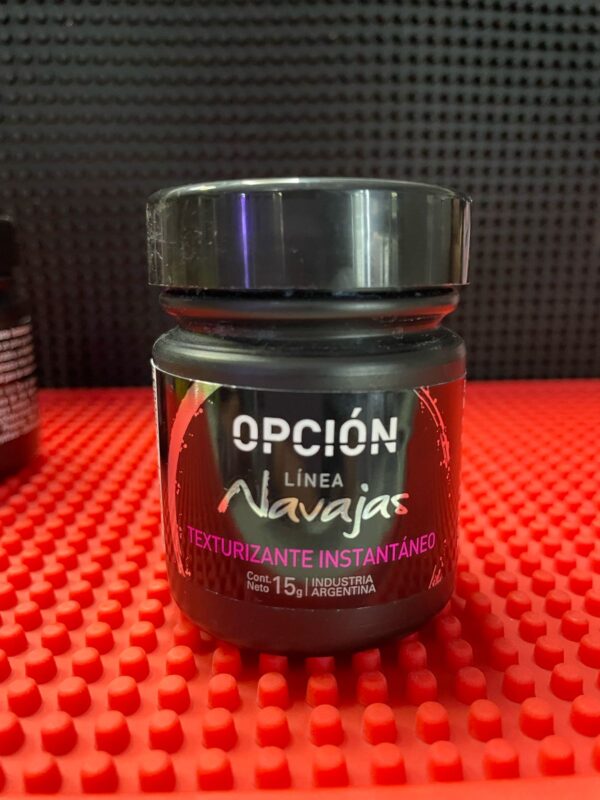 OPCIÓN
LÍNEA
Navajas
TEXTURIZANTE INSTANTÁNEO
Cont. Neto 15g | INDUSTRIA ARGENTINA